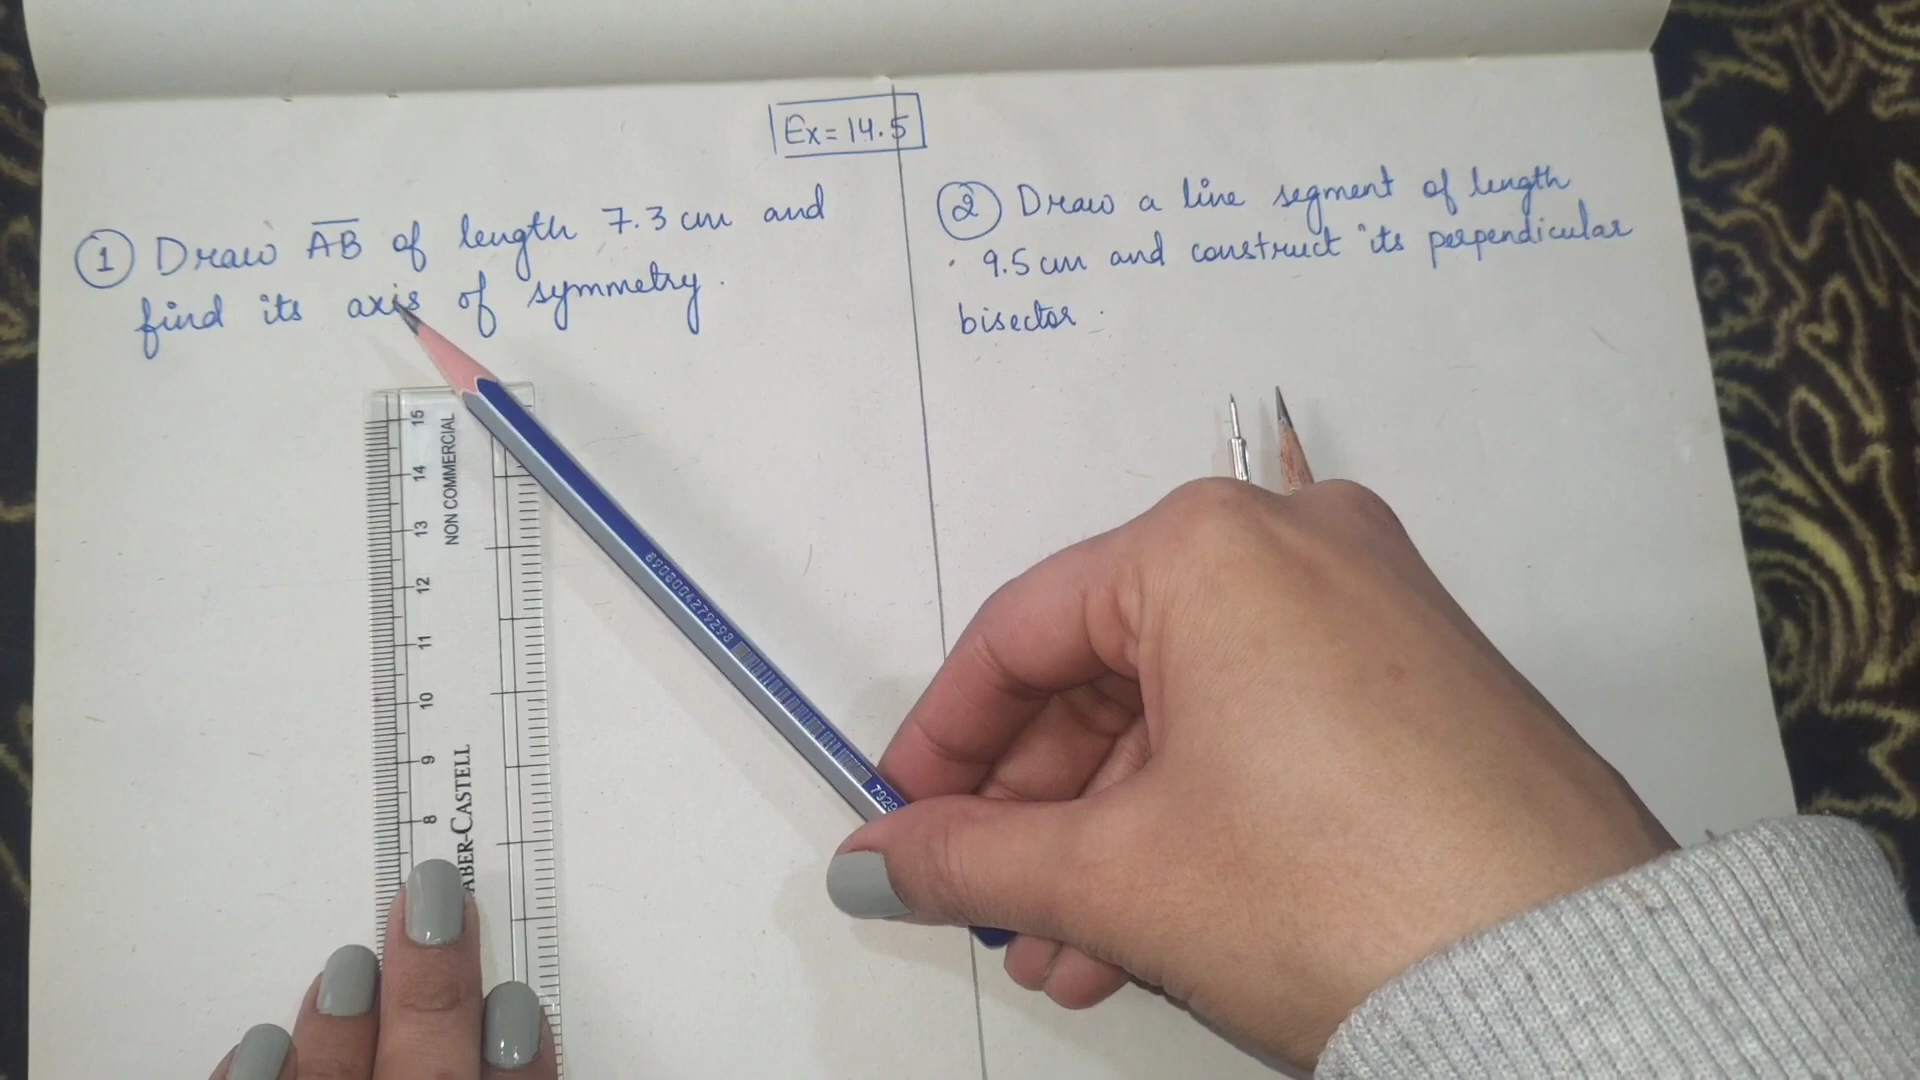 Ex = 14.5
① Draw A͞B͞ of length 7.3 cm and
find its axis of symmetry.
② Draw a line segment of length
9.5 cm and construct its perpendicular
bisector.
15
14
13
12
11
10
9
8
NON COMMERCIAL
ABER-CASTELL
8908004279293
7929